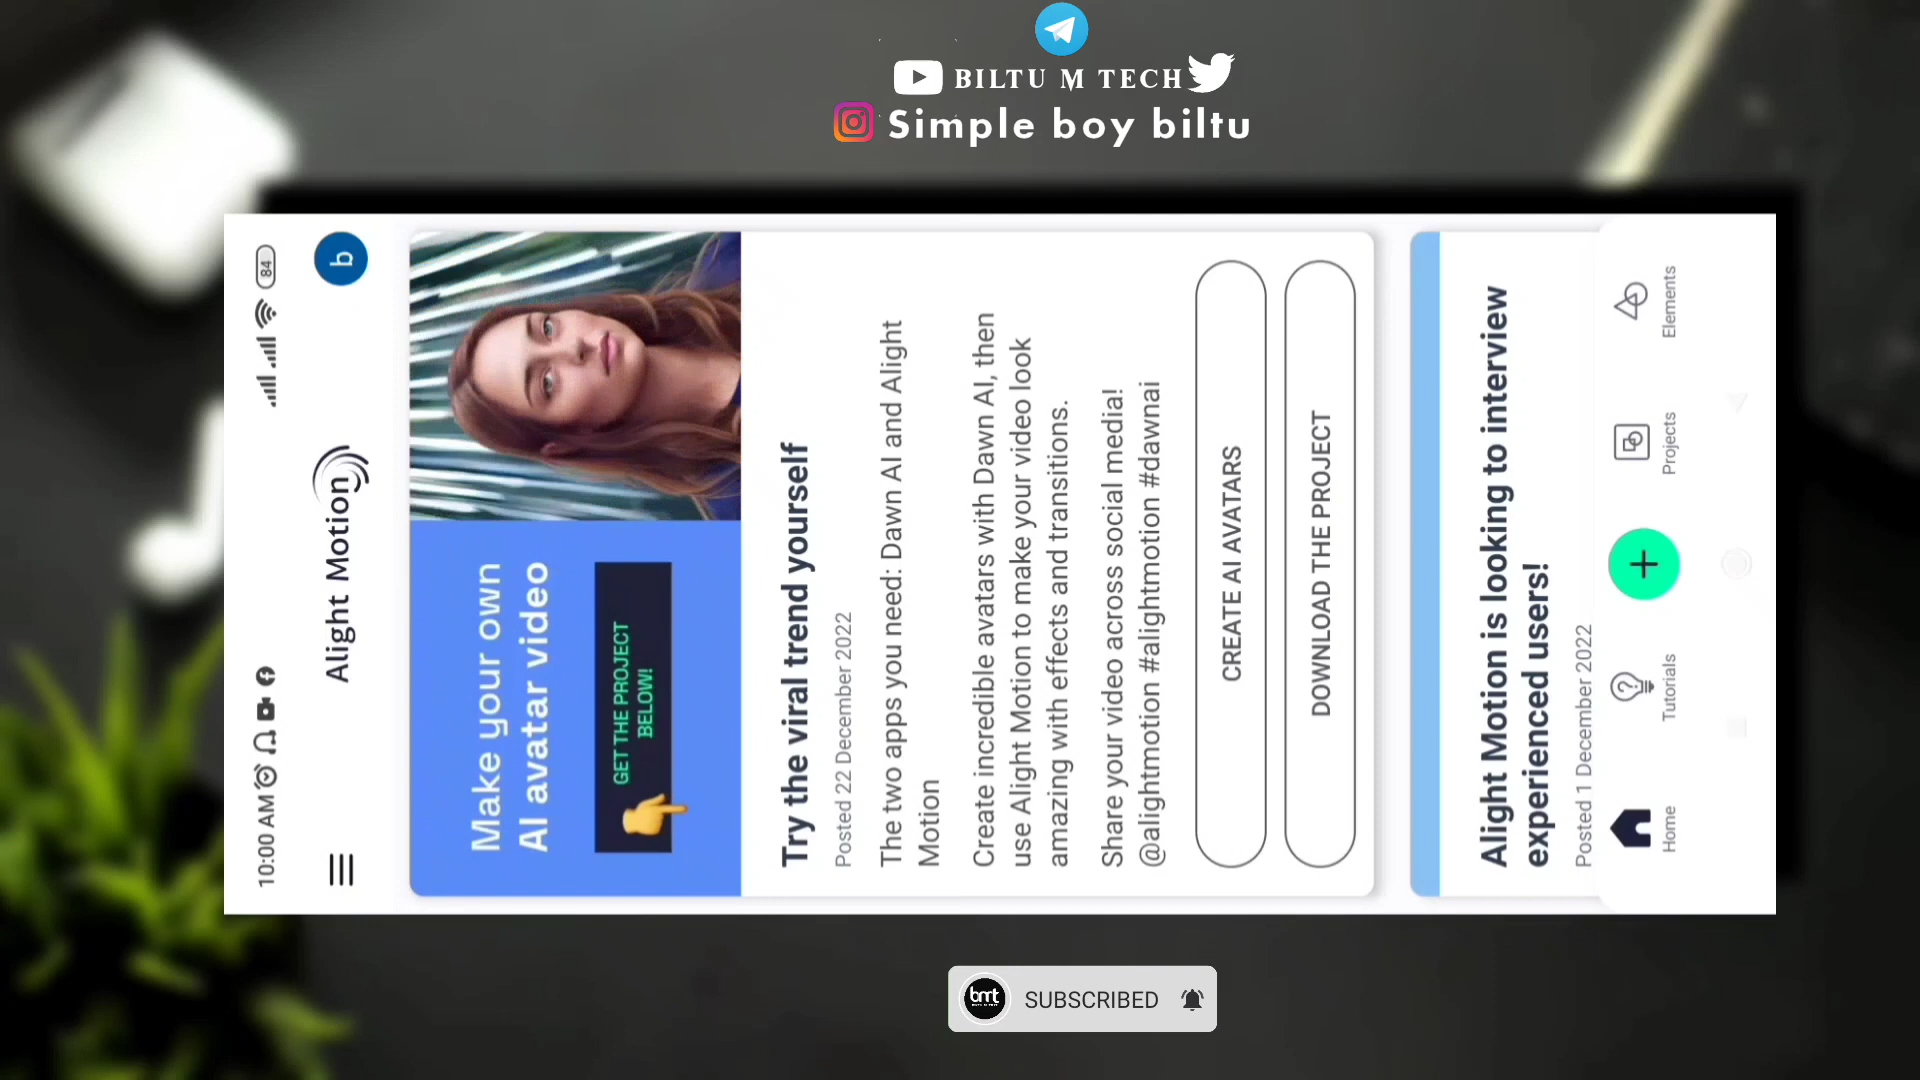 BILTU M TECH
Simple boy biltu
10:00 AM
84
Alight Motion
b
Make your own
AI avatar video
GET THE PROJECT
BELOW!
Try the viral trend yourself
Posted 22 December 2022
The two apps you need: Dawn AI and Alight
Motion
Create incredible avatars with Dawn AI, then
use Alight Motion to make your video look
amazing with effects and transitions.
Share your video across social media!
@alightmotion #alightmotion #dawnai
CREATE AI AVATARS
DOWNLOAD THE PROJECT
Alight Motion is looking to interview
experienced users!
Posted 1 December 2022
Home
Tutorials
Projects
Elements
bmt
SUBSCRIBED